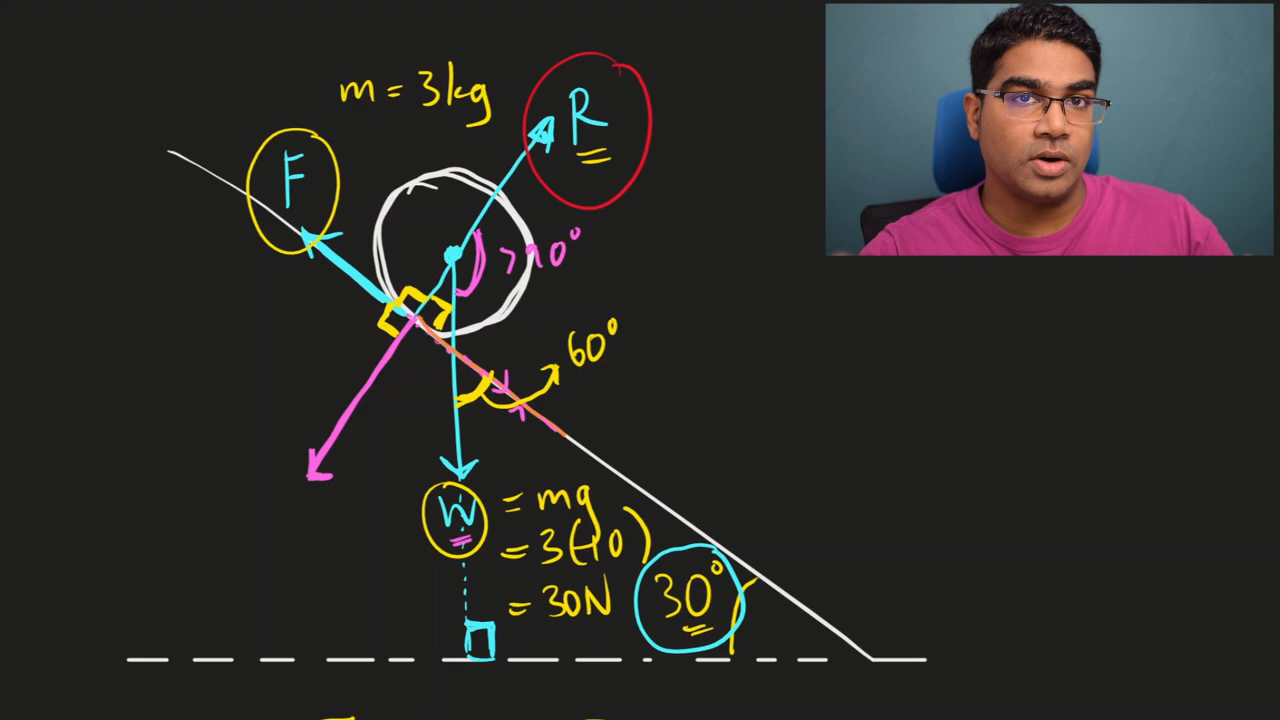 m = 3kg
R
F
>90°
60°
W = mg
= 3(10)
= 30N
30°